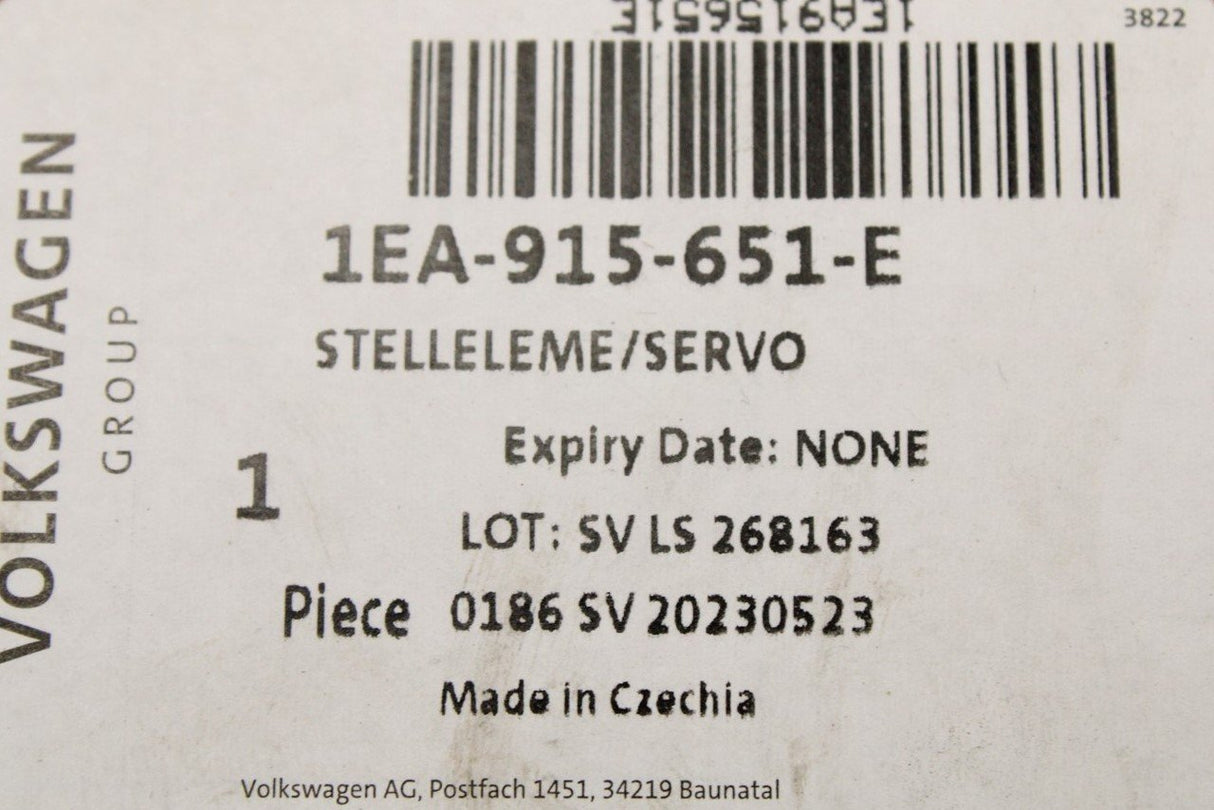 1EA915651E
3822
1EA-915-651-E
STELLELEME/SERVO
Expiry Date: NONE
1
LOT: SV LS 268163
Piece 0186 SV 20230523
Made in Czechia
Volkswagen AG, Postfach 1451, 34219 Baunatal
VOLKSWAGEN
GROUP